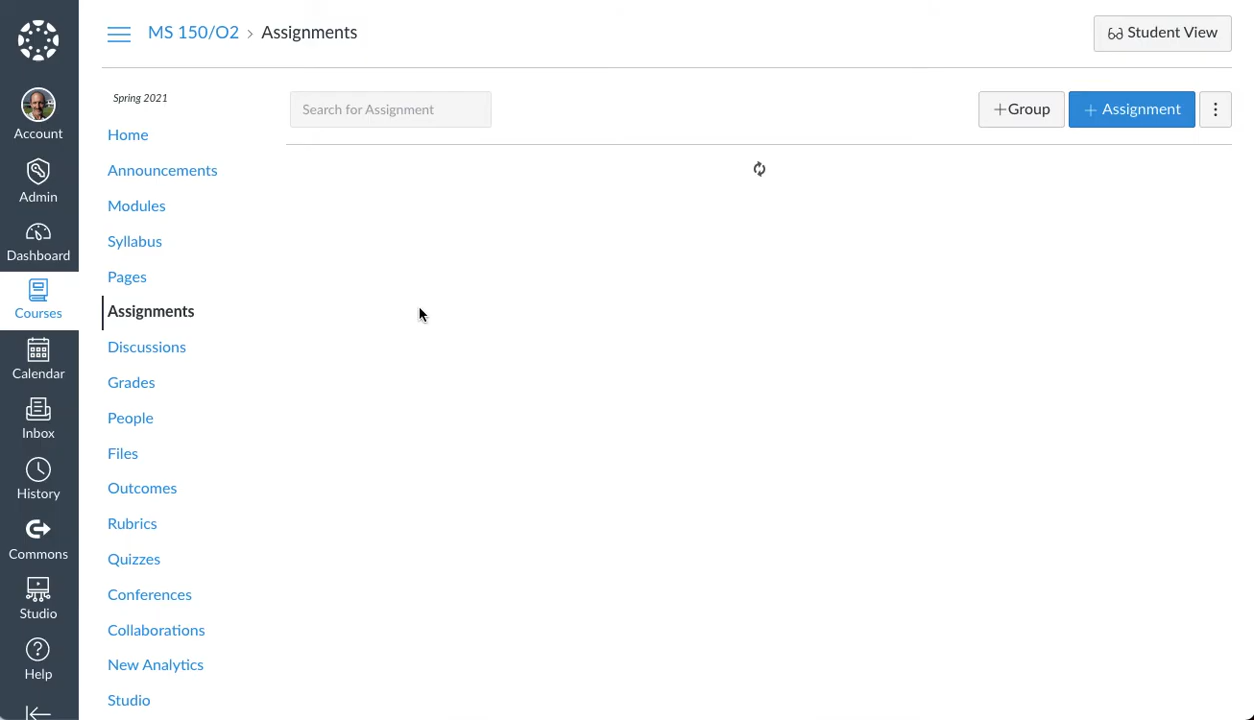 MS 150/O2 › Assignments
Student View
Account
Admin
Dashboard
Courses
Calendar
Inbox
History
Commons
Studio
Help
Spring 2021
Home
Announcements
Modules
Syllabus
Pages
Assignments
Discussions
Grades
People
Files
Outcomes
Rubrics
Quizzes
Conferences
Collaborations
New Analytics
Studio
Search for Assignment
+Group
+ Assignment